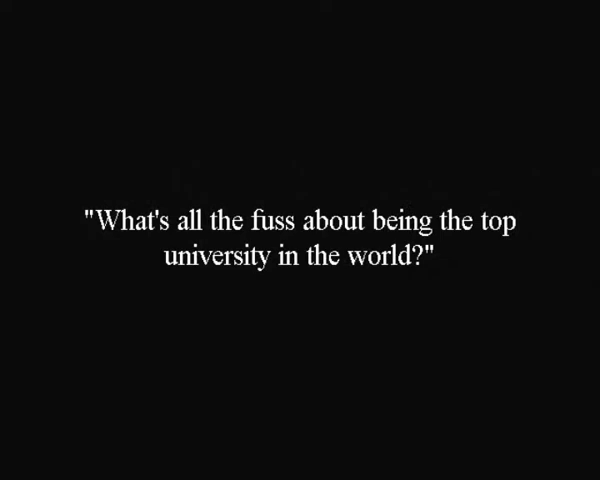 "What's all the fuss about being the top
university in the world?"